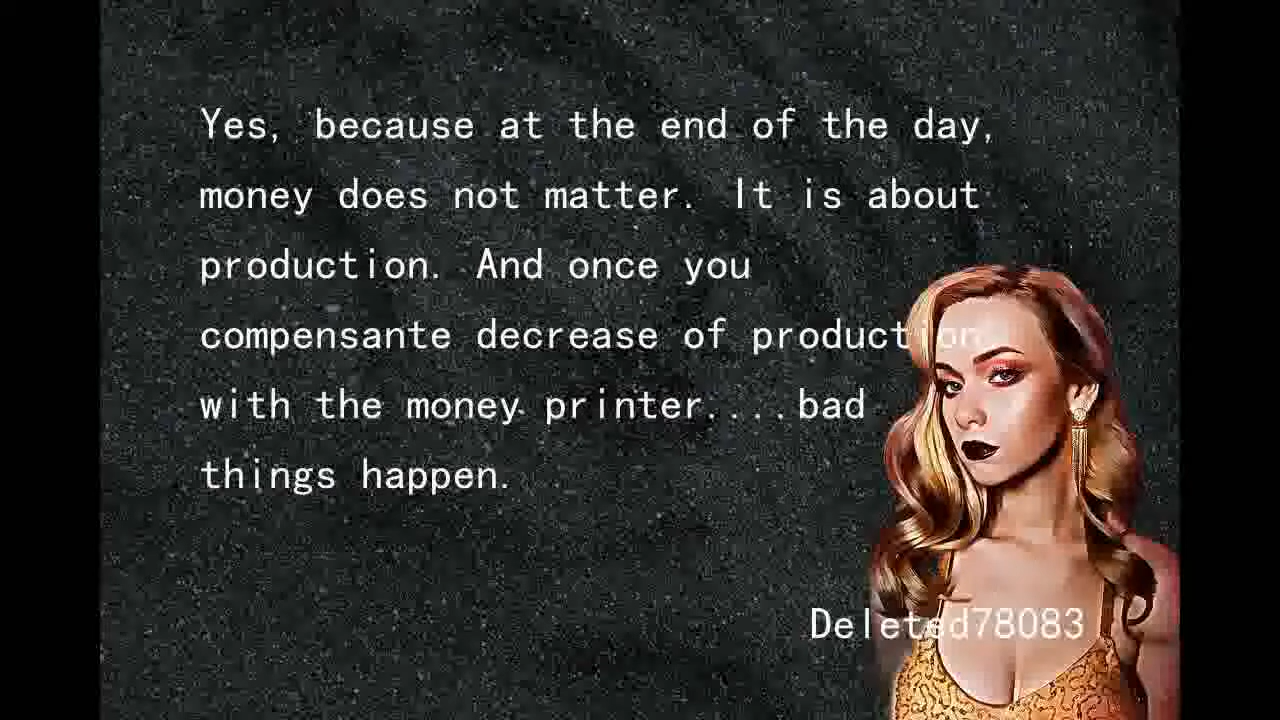 Yes, because at the end of the day,
money does not matter. It is about
production. And once you
compensante decrease of production
with the money printer....bad
things happen.
Deleted78083